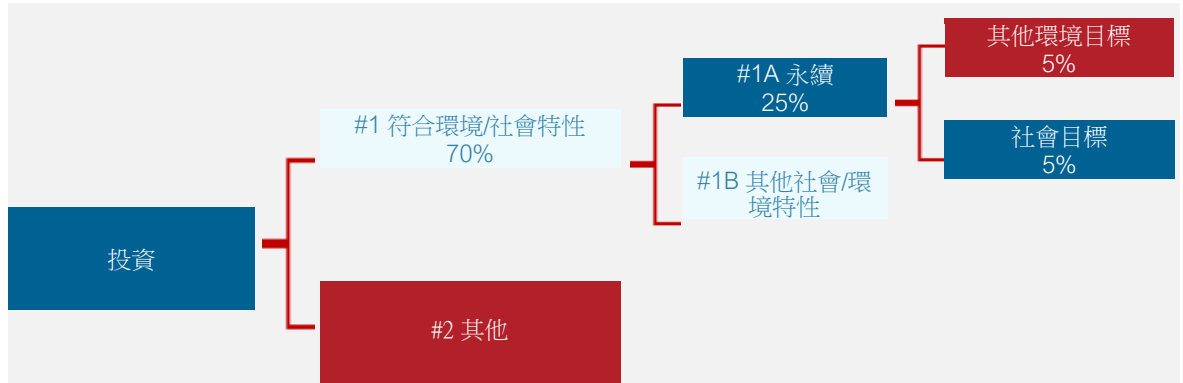 其他環境目標
5%
#1A 永續
25%
#1 符合環境/社會特性
70%
社會目標
5%
#1B 其他社會/環
境特性
投資
#2 其他